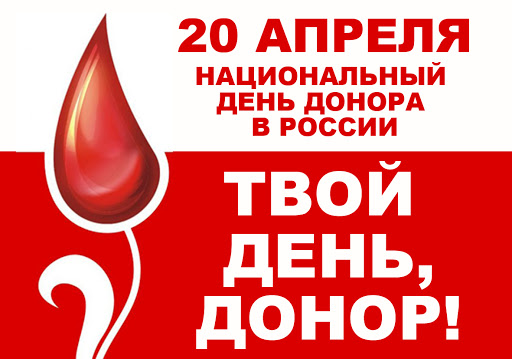 20 АПРЕЛЯ
НАЦИОНАЛЬНЫЙ
ДЕНЬ ДОНОРА
В РОССИИ
ТВОЙ
ДЕНЬ,
ДОНОР!